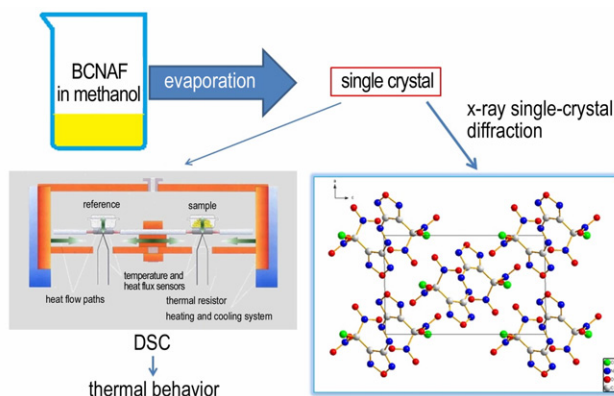 BCNAF
in methanol
evaporation
single crystal
x-ray single-crystal
diffraction
reference
sample
temperature and
heat flux sensors
heat flow paths
thermal resistor
heating and cooling system
DSC
thermal behavior